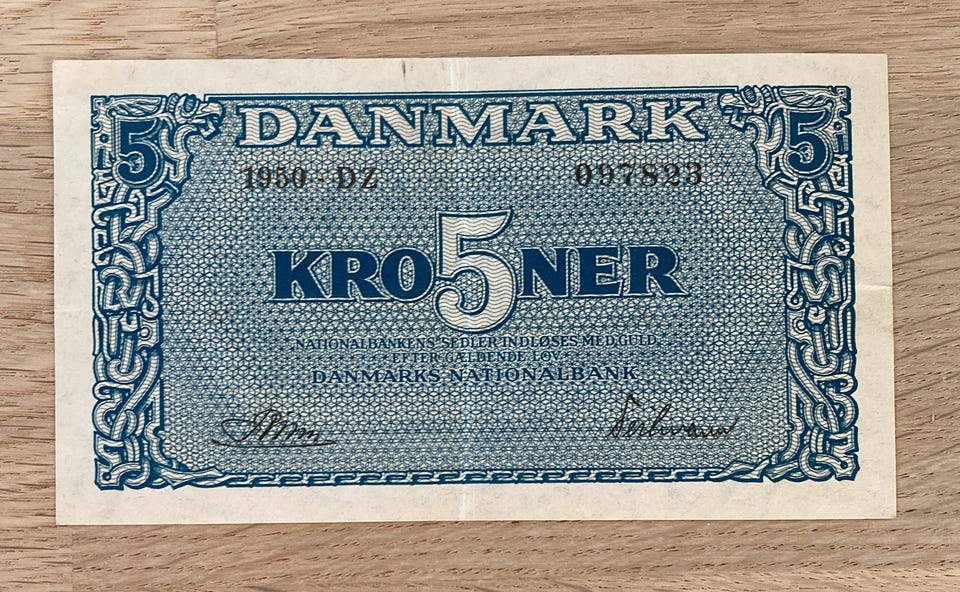 DANMARK
5 5
1950 - DZ 097823
KRO5NER
NATIONALBANKENS SEDLER INDLØSES MED GULD
EFTER GÆLDENDE LOV
DANMARKS NATIONALBANK